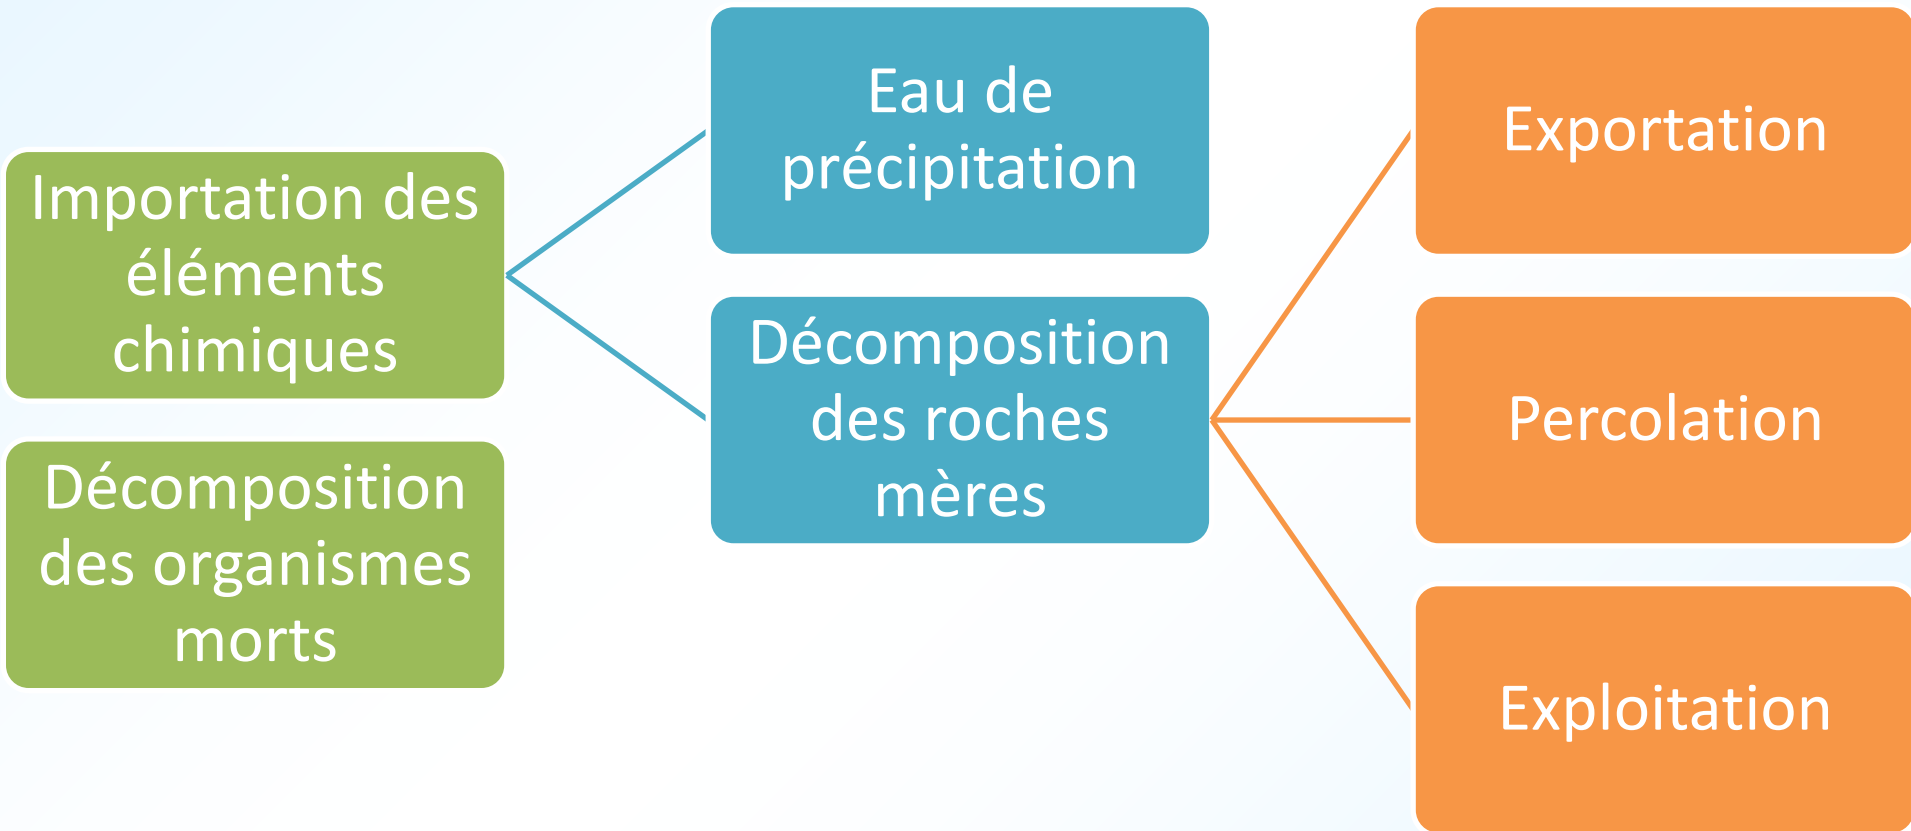 Importation des
éléments
chimiques
Décomposition
des organismes
morts
Eau de
précipitation
Décomposition
des roches
mères
Exportation
Percolation
Exploitation